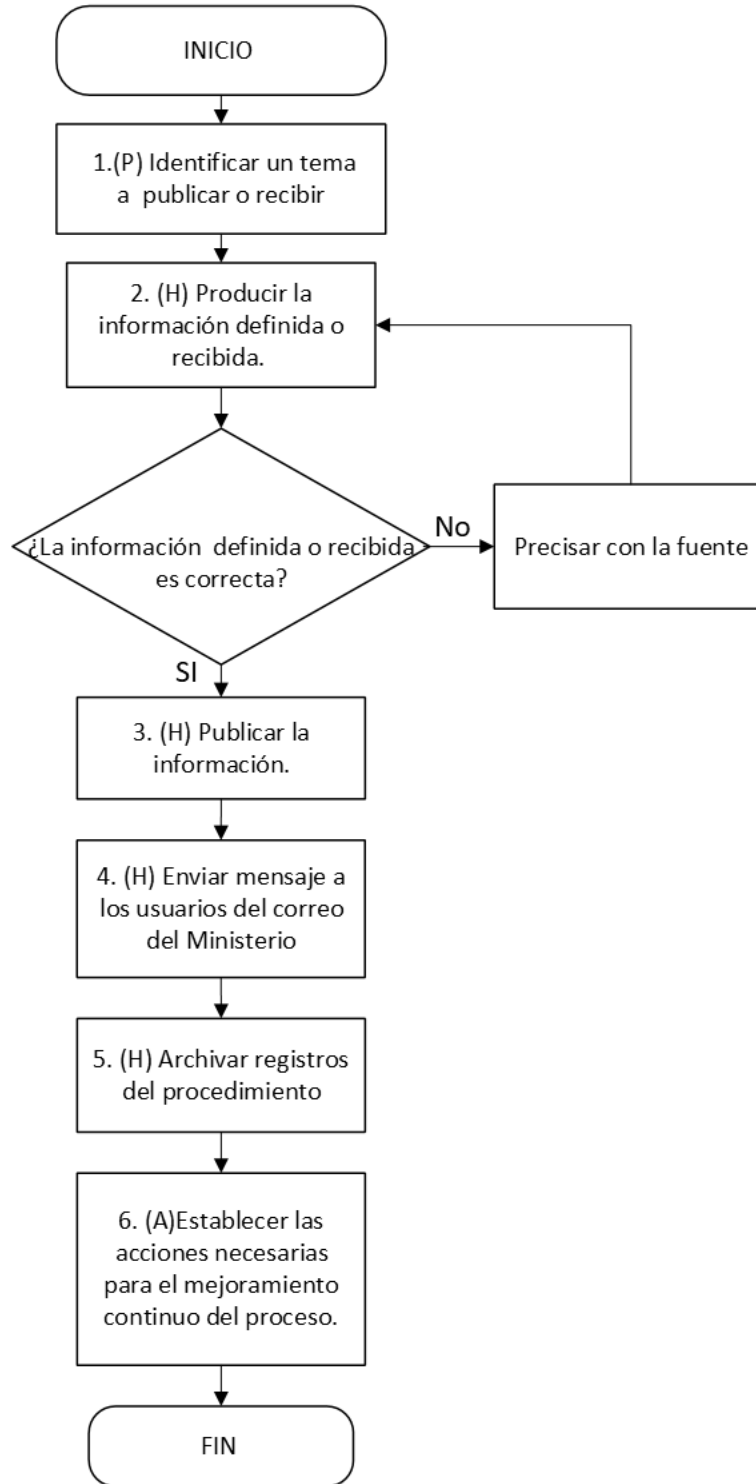 INICIO
1.(P) Identificar un tema
a publicar o recibir
2. (H) Producir la
información definida o
recibida.
¿La información definida o recibida
es correcta?
No
Precisar con la fuente
SI
3. (H) Publicar la
información.
4. (H) Enviar mensaje a
los usuarios del correo
del Ministerio
5. (H) Archivar registros
del procedimiento
6. (A)Establecer las
acciones necesarias
para el mejoramiento
continuo del proceso.
FIN